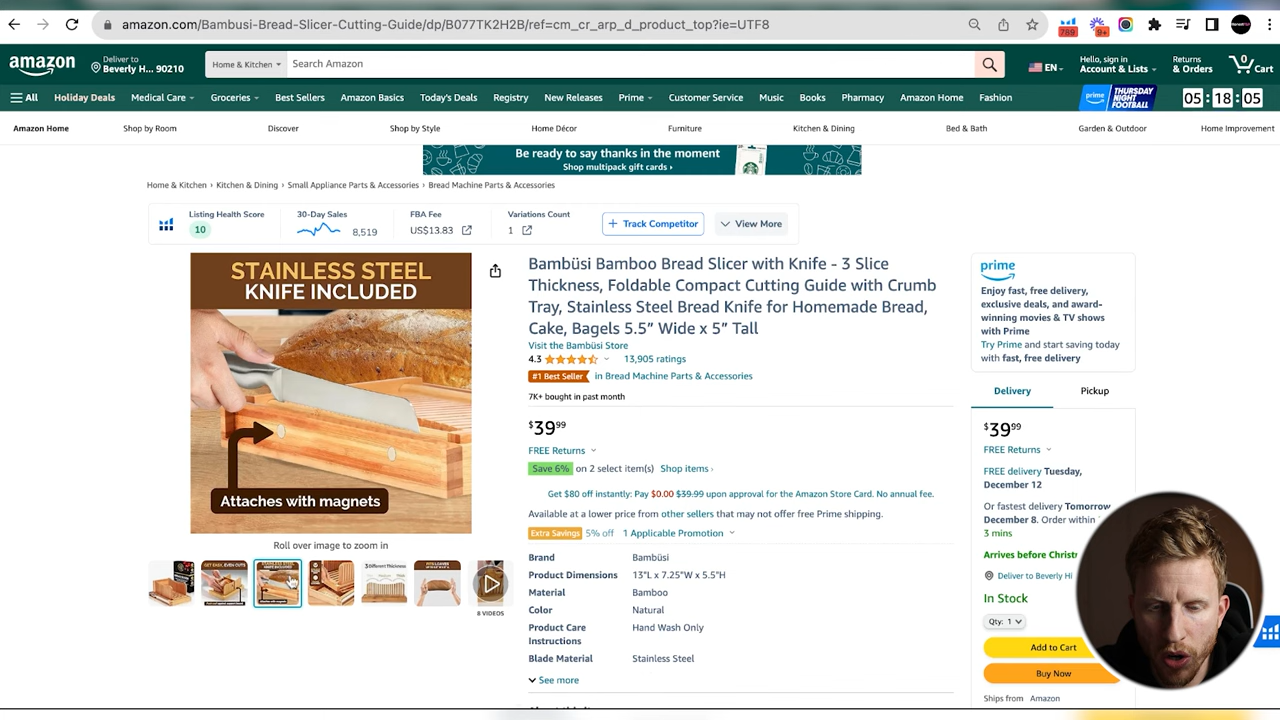 amazon.com/Bambusi-Bread-Slicer-Cutting-Guide/dp/B077TK2H2B/ref=cm_cr_arp_d_product_top?ie=UTF8
789
9+
amazon
Deliver to
Beverly H... 90210
Home & Kitchen
Search Amazon
EN
Hello, sign in
Account & Lists
Returns
& Orders
0
Cart
All
Holiday Deals
Medical Care
Groceries
Best Sellers
Amazon Basics
Today's Deals
Registry
New Releases
Prime
Customer Service
Music
Books
Pharmacy
Amazon Home
Fashion
prime
THURSDAY NIGHT FOOTBALL
05 : 18 : 05
Amazon Home
Shop by Room
Discover
Shop by Style
Home Décor
Furniture
Kitchen & Dining
Bed & Bath
Garden & Outdoor
Home Improvement
Be ready to say thanks in the moment
Shop multipack gift cards ›
Home & Kitchen › Kitchen & Dining › Small Appliance Parts & Accessories › Bread Machine Parts & Accessories
Listing Health Score
10
30-Day Sales
8,519
FBA Fee
US$13.83
Variations Count
1
+ Track Competitor
View More
STAINLESS STEEL
KNIFE INCLUDED
Attaches with magnets
Roll over image to zoom in
8 VIDEOS
Bambüsi Bamboo Bread Slicer with Knife - 3 Slice
Thickness, Foldable Compact Cutting Guide with Crumb
Tray, Stainless Steel Bread Knife for Homemade Bread,
Cake, Bagels 5.5” Wide x 5” Tall
Visit the Bambüsi Store
4.3
13,905 ratings
#1 Best Seller in Bread Machine Parts & Accessories
7K+ bought in past month
$3999
FREE Returns
Save 6% on 2 select item(s) Shop items ›
Get $80 off instantly: Pay $0.00 $39.99 upon approval for the Amazon Store Card. No annual fee.
Available at a lower price from other sellers that may not offer free Prime shipping.
Extra Savings 5% off 1 Applicable Promotion
Brand Bambüsi
Product Dimensions 13"L x 7.25"W x 5.5"H
Material Bamboo
Color Natural
Product Care Instructions Hand Wash Only
Blade Material Stainless Steel
See more
prime
Enjoy fast, free delivery,
exclusive deals, and award-
winning movies & TV shows
with Prime
Try Prime and start saving today
with fast, free delivery
Delivery
Pickup
$3999
FREE Returns
FREE delivery Tuesday,
December 12
Or fastest delivery Tomorrow,
December 8. Order within
3 mins
Arrives before
Deliver to Beverly
In Stock
Qty: 1
Add to Cart
Buy Now
Ships from Amazon